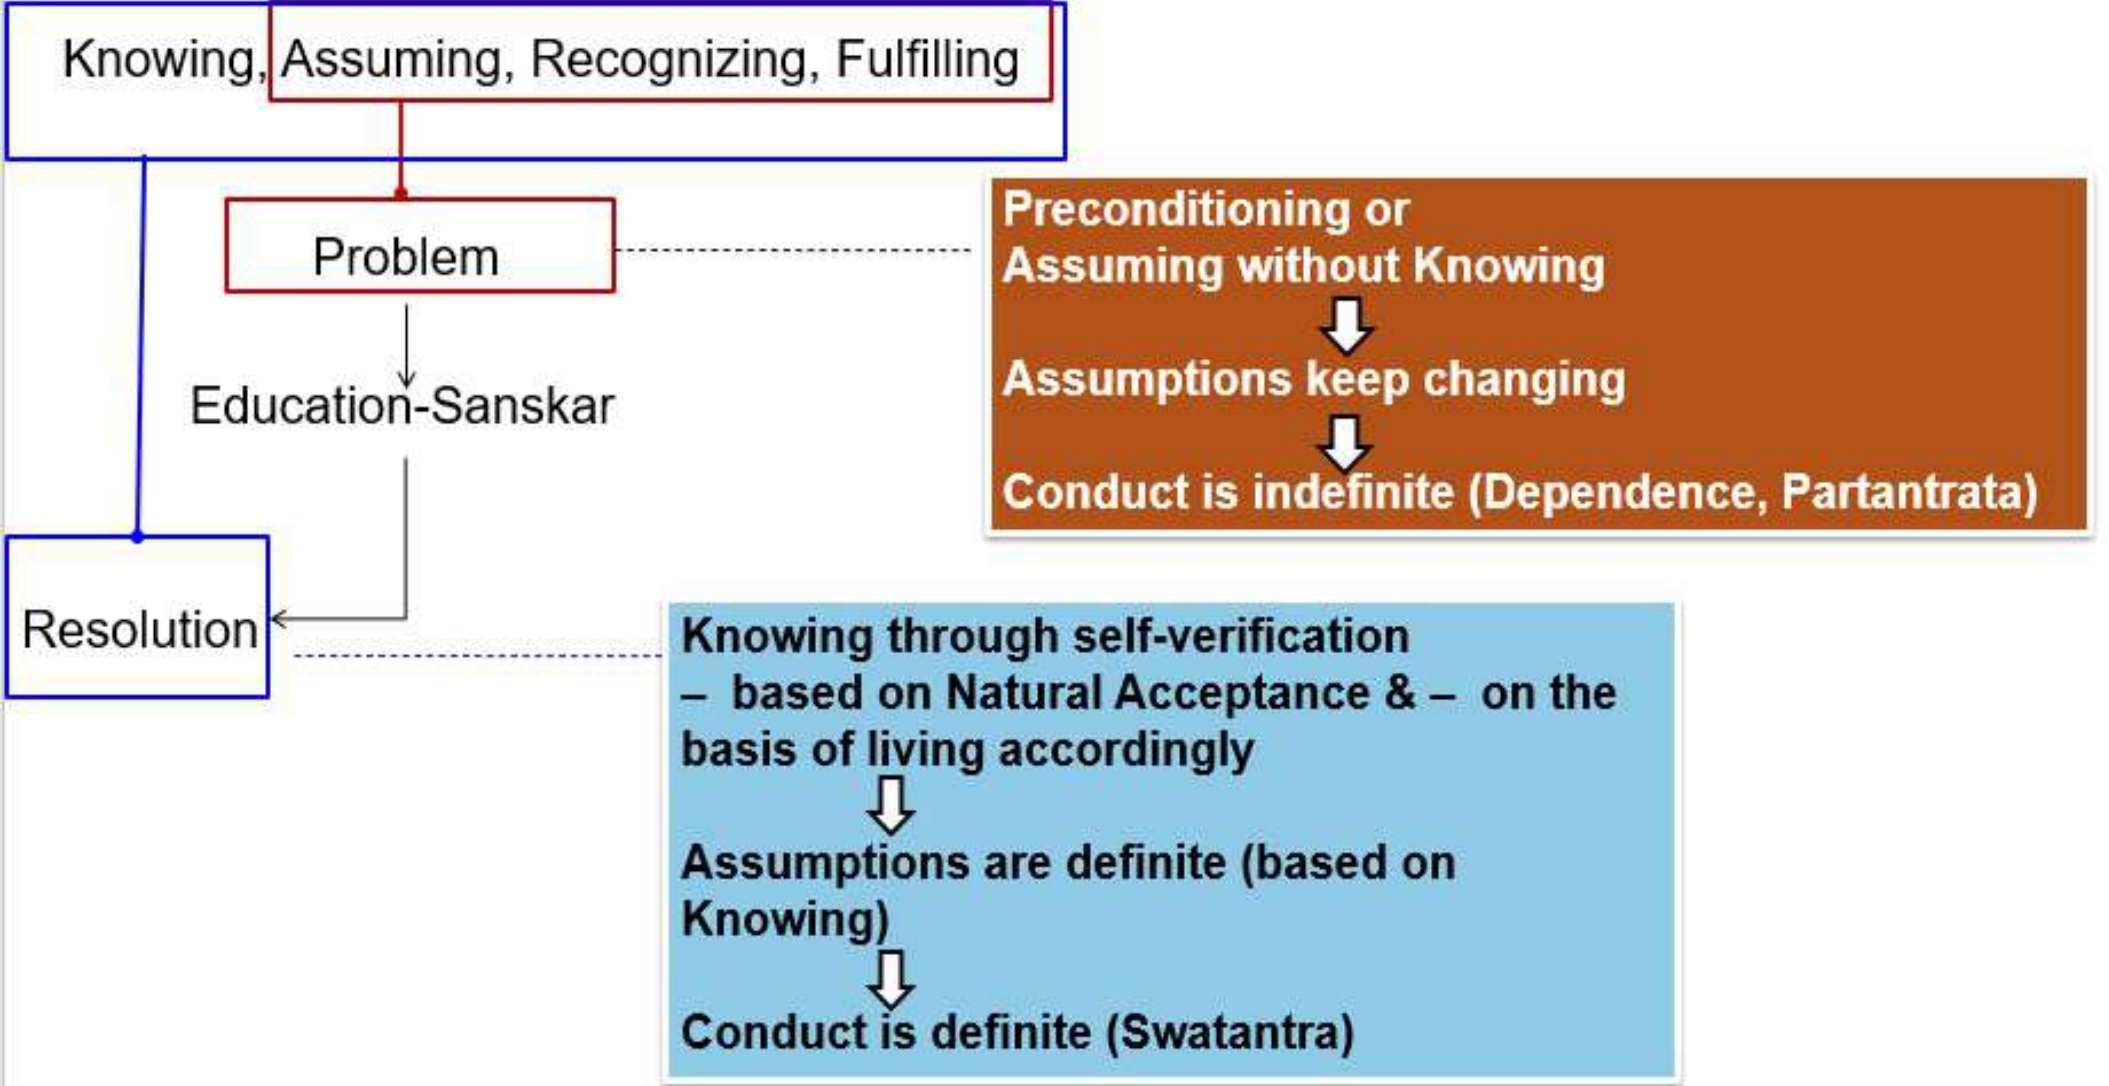 Knowing, Assuming, Recognizing, Fulfilling
Problem
Education-Sanskar
Resolution
Preconditioning or
Assuming without Knowing
Assumptions keep changing
Conduct is indefinite (Dependence, Partantrata)
Knowing through self-verification
– based on Natural Acceptance & – on the
basis of living accordingly
Assumptions are definite (based on
Knowing)
Conduct is definite (Swatantra)